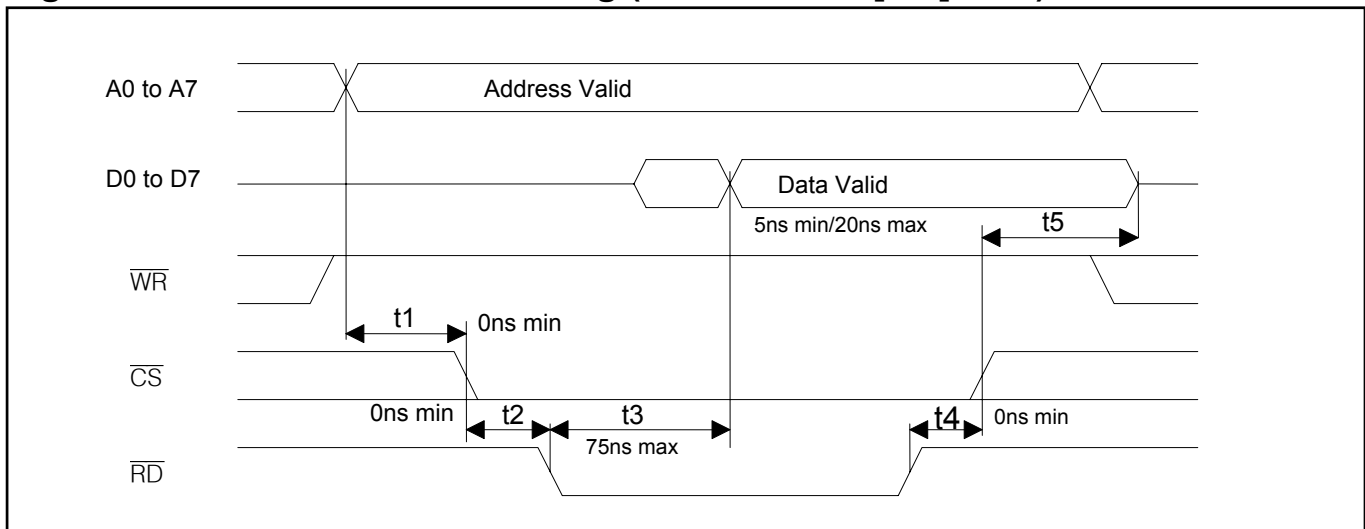 A0 to A7
Address Valid
D0 to D7
Data Valid
5ns min/20ns max
t5
WR
t1
0ns min
CS
0ns min
t2
t3
t4
0ns min
75ns max
RD